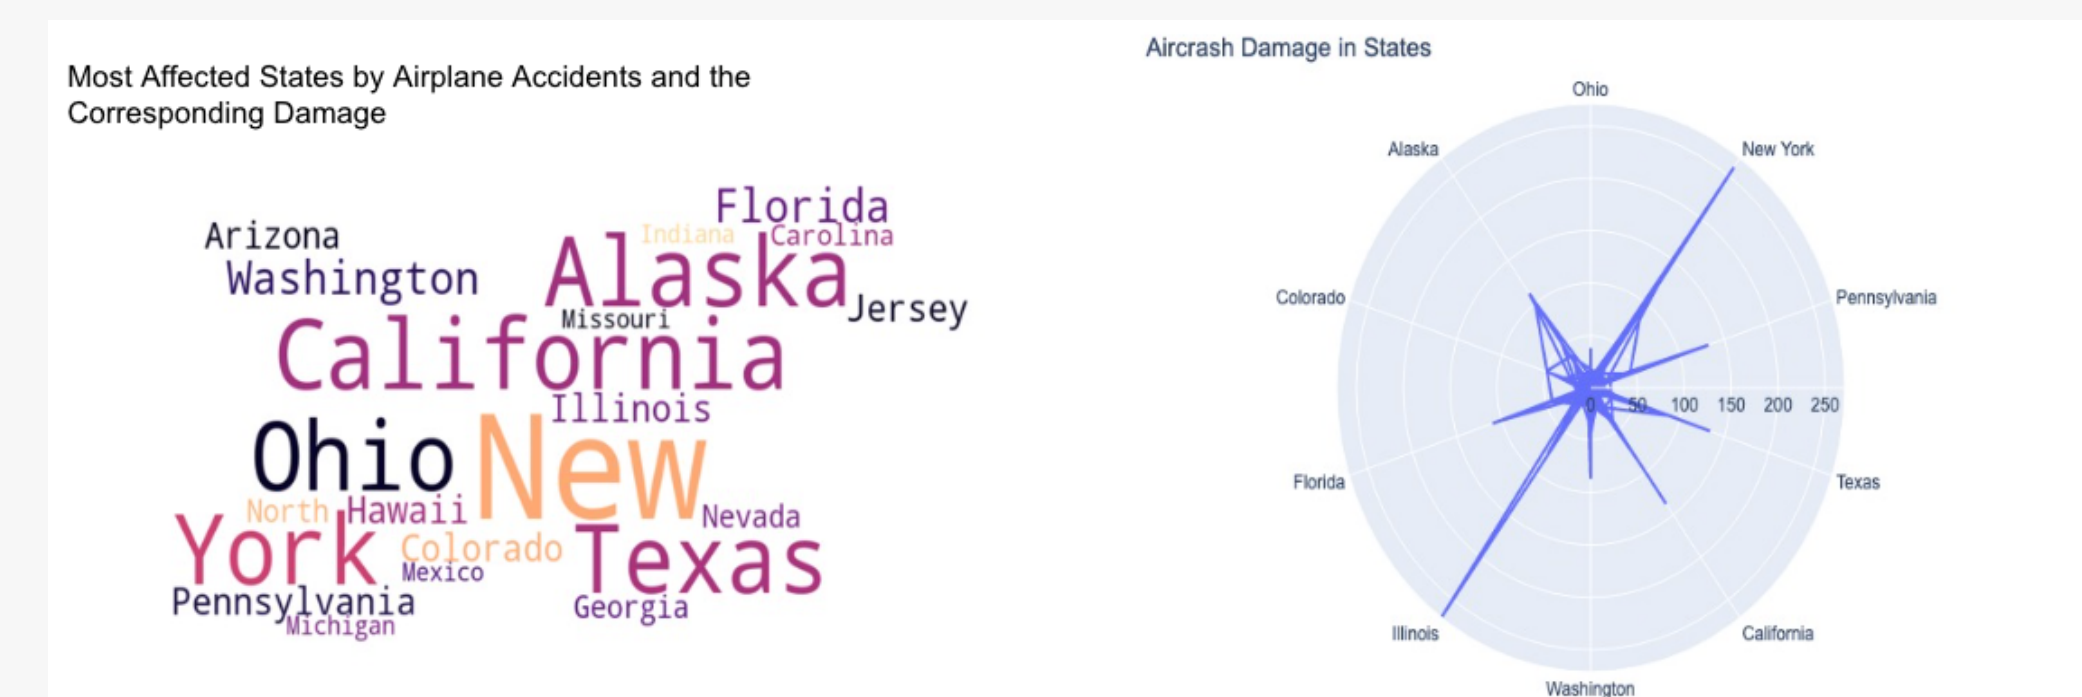 Most Affected States by Airplane Accidents and the
Corresponding Damage
Florida
Arizona
Indiana
Carolina
Washington
Alaska
Jersey
Missouri
California
Illinois
Ohio
New
North
Hawaii
Nevada
York
Colorado
Texas
Mexico
Pennsylvania
Georgia
Michigan
Aircrash Damage in States
Ohio
Alaska
New York
Colorado
Pennsylvania
0 50 100 150 200 250
Florida
Texas
Illinois
California
Washington